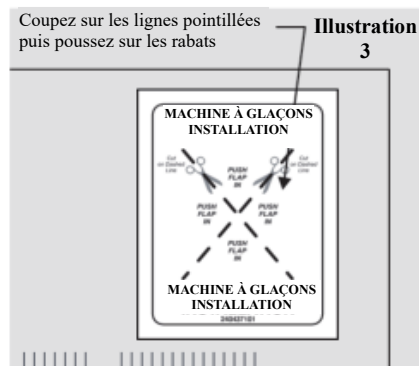 Coupez sur les lignes pointillées
puis poussez sur les rabats
Illustration
3
MACHINE À GLAÇONS
INSTALLATION
Cut
on Dashed
Line
PUSH
FLAP
IN
Cut
on Dashed
Line
PUSH
FLAP
IN
PUSH
FLAP
IN
PUSH
FLAP
IN
MACHINE À GLAÇONS
INSTALLATION
240437101